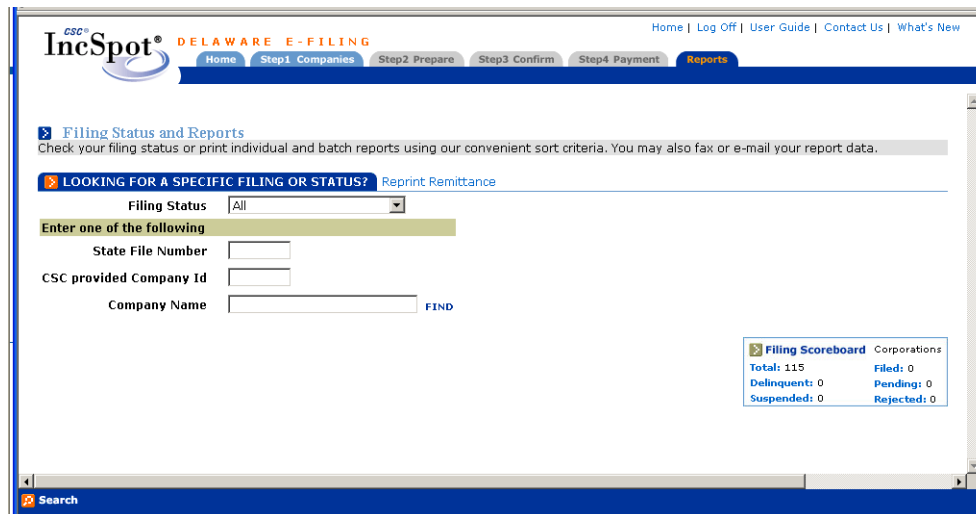 Home | Log Off | User Guide | Contact Us | What's New
CSC®
IncSpot® DELAWARE E-FILING
Home Step1 Companies Step2 Prepare Step3 Confirm Step4 Payment Reports
Filing Status and Reports
Check your filing status or print individual and batch reports using our convenient sort criteria. You may also fax or e-mail your report data.
LOOKING FOR A SPECIFIC FILING OR STATUS? Reprint Remittance
Filing Status All
Enter one of the following
State File Number
CSC provided Company Id
Company Name FIND
Filing Scoreboard Corporations
Total: 115 Filed: 0
Delinquent: 0 Pending: 0
Suspended: 0 Rejected: 0
Search